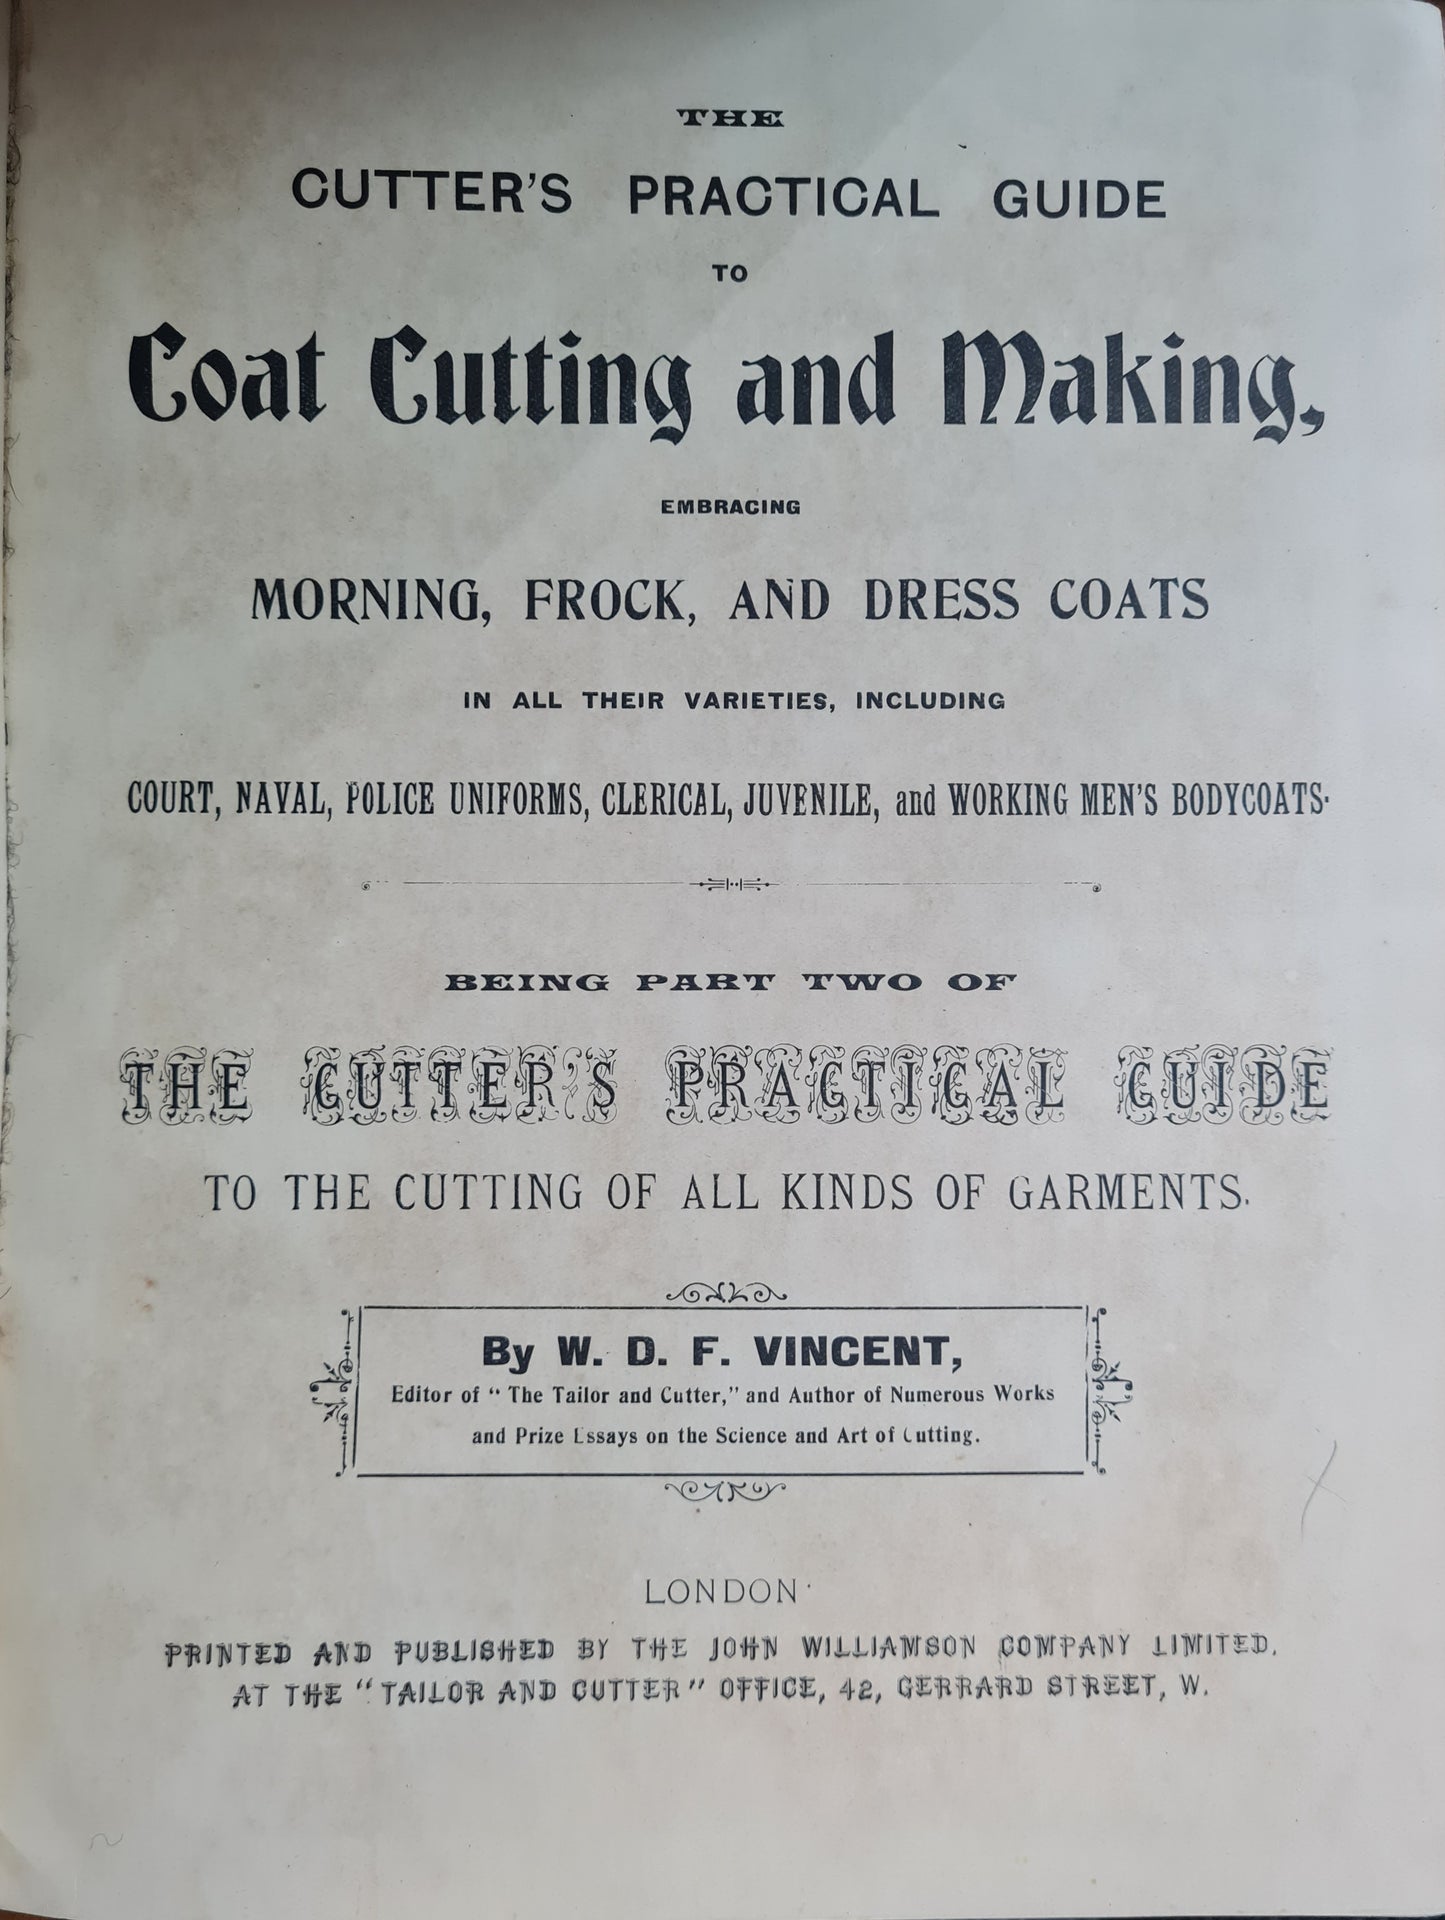 THE
CUTTER'S PRACTICAL GUIDE
TO
Coat Cutting and Making,
EMBRACING
MORNING, FROCK, AND DRESS COATS
IN ALL THEIR VARIETIES, INCLUDING
COURT, NAVAL, POLICE UNIFORMS, CLERICAL, JUVENILE, and WORKING MEN'S BODYCOATS.
BEING PART TWO OF
THE CUTTER'S PRACTICAL GUIDE
TO THE CUTTING OF ALL KINDS OF GARMENTS.
By W. D. F. VINCENT,
Editor of "The Tailor and Cutter," and Author of Numerous Works
and Prize Essays on the Science and Art of Cutting.
LONDON.
PRINTED AND PUBLISHED BY THE JOHN WILLIAMSON COMPANY LIMITED,
AT THE "TAILOR AND CUTTER" OFFICE, 42, GERRARD STREET, W.